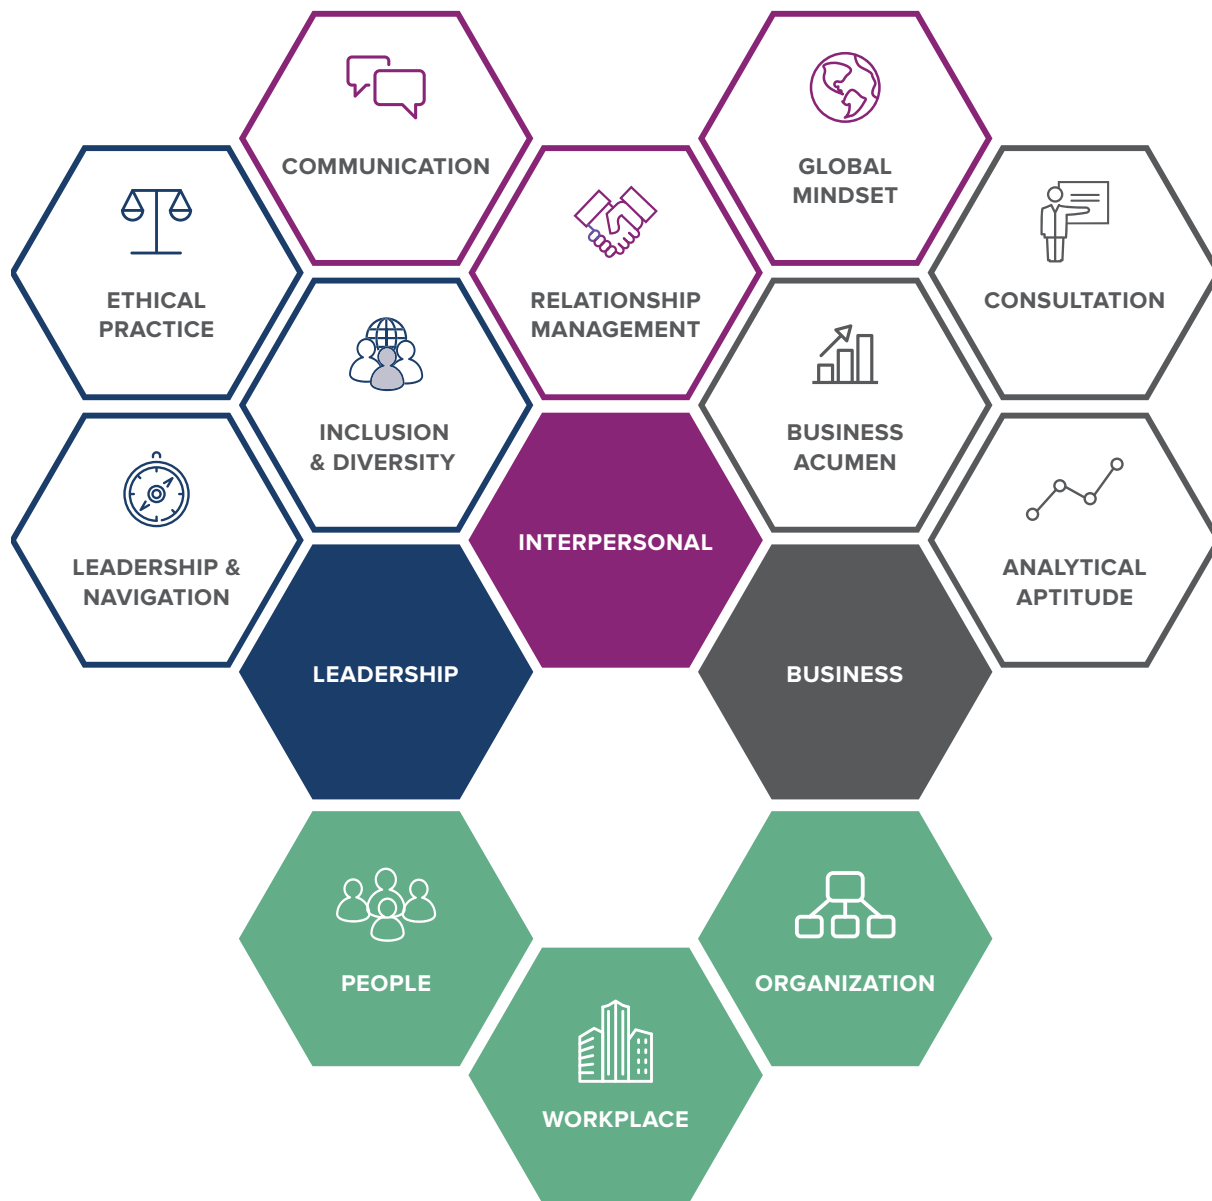 COMMUNICATION
GLOBAL
MINDSET
ETHICAL
PRACTICE
RELATIONSHIP
MANAGEMENT
CONSULTATION
INCLUSION
& DIVERSITY
BUSINESS
ACUMEN
LEADERSHIP &
NAVIGATION
INTERPERSONAL
ANALYTICAL
APTITUDE
LEADERSHIP
BUSINESS
PEOPLE
ORGANIZATION
WORKPLACE